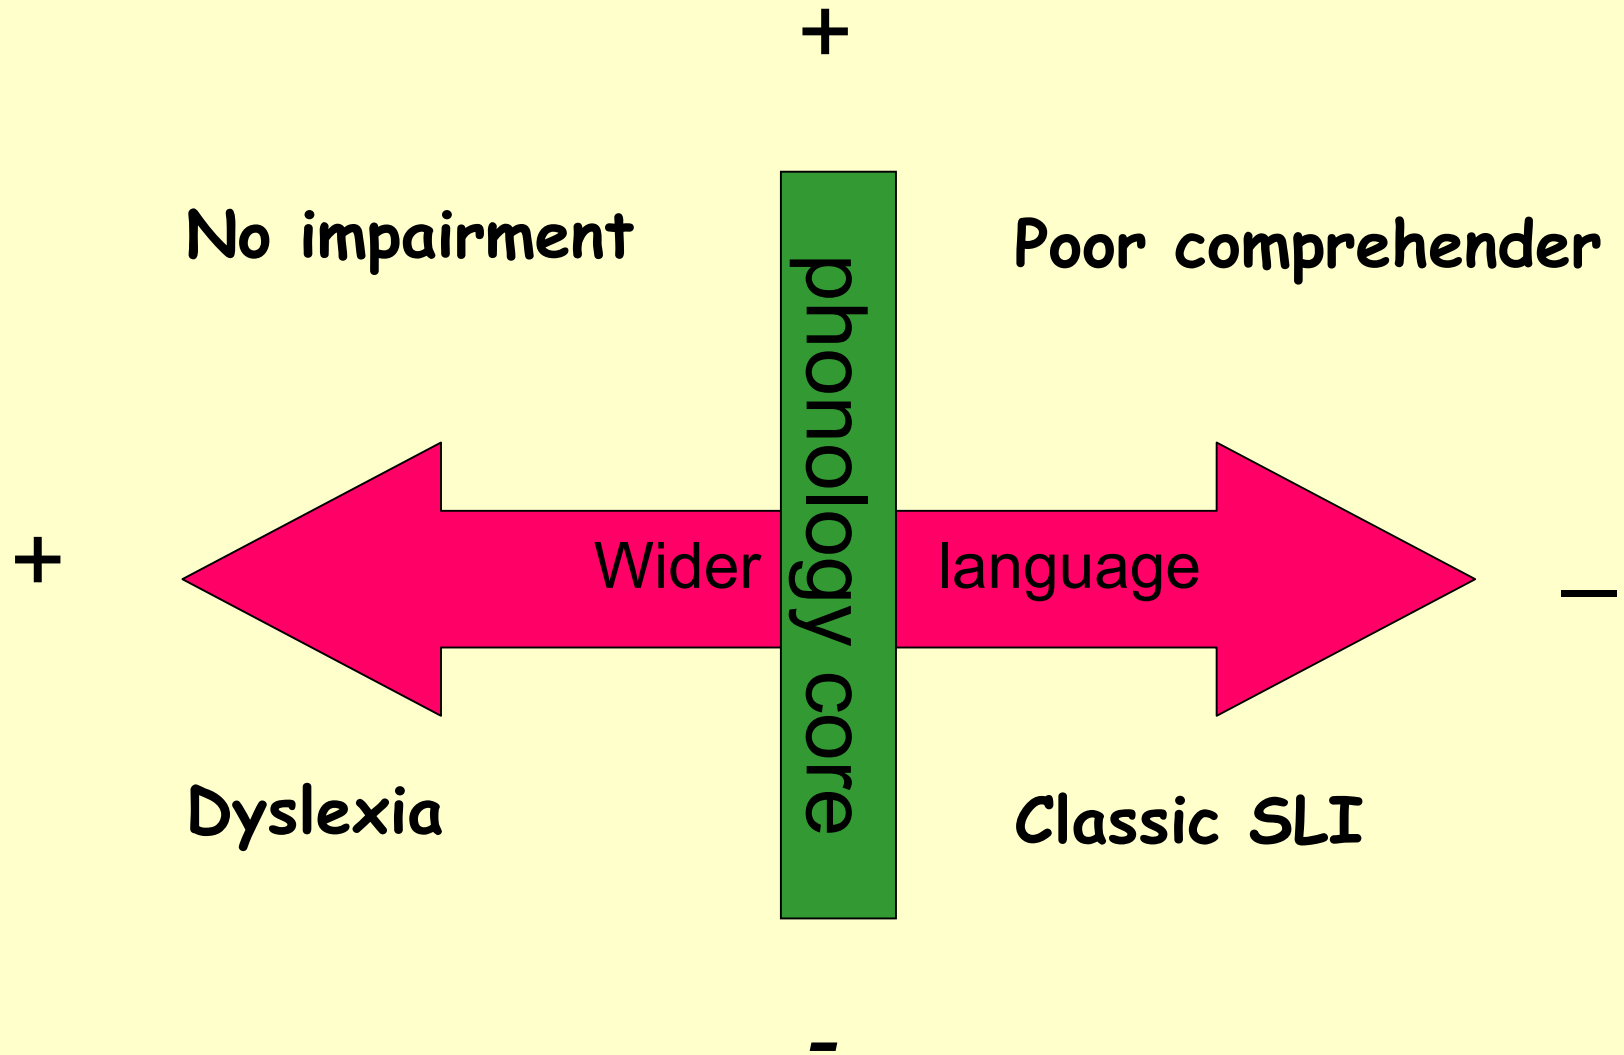 +
No impairment
Poor comprehender
phonology core
+
Wider language
–
Dyslexia
Classic SLI
-